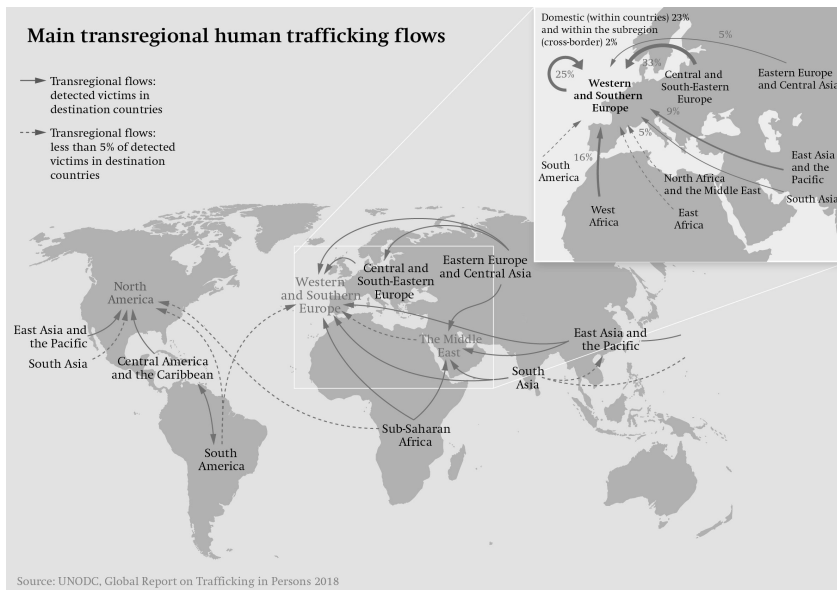 Main transregional human trafficking flows
Transregional flows:
detected victims in
destination countries
Transregional flows:
less than 5% of detected
victims in destination
countries
Domestic (within countries) 23%
and within the subregion
(cross-border) 2%
5%
25%
33%
Western
and Southern
Europe
Central and
South-Eastern
Europe
Eastern Europe
and Central Asia
9%
5%
16%
South
America
East Asia
and the
Pacific
North Africa
and the Middle East
South Asia
West
Africa
East
Africa
North
America
East Asia and
the Pacific
South Asia
Central America
and the Caribbean
South
America
Western
and Southern
Europe
Central and
South-Eastern
Europe
Eastern Europe
and Central Asia
The Middle
East
East Asia and
the Pacific
South
Asia
Sub-Saharan
Africa
Source: UNODC, Global Report on Trafficking in Persons 2018